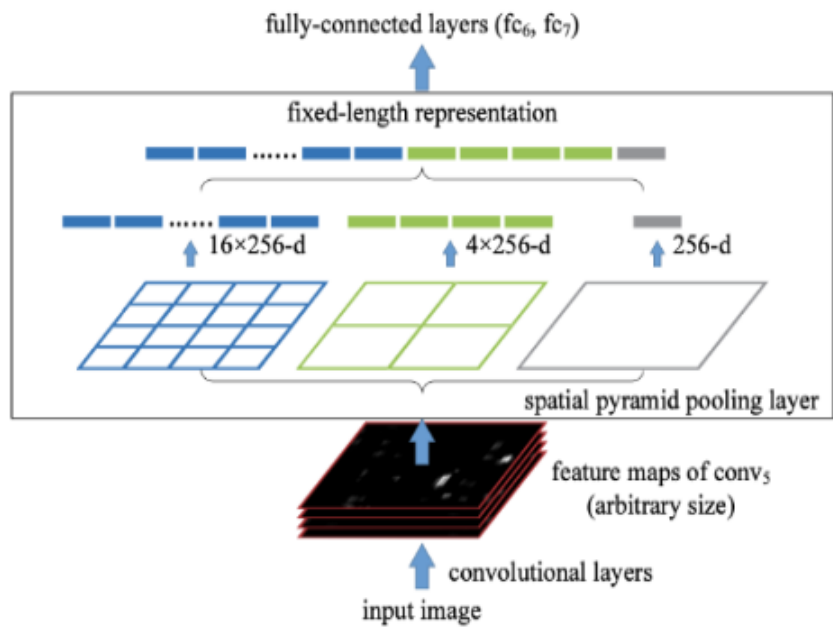 fully-connected layers (fc₆, fc₇)
fixed-length representation
......
...... 
16×256-d
4×256-d
256-d
spatial pyramid pooling layer
feature maps of conv₅
(arbitrary size)
convolutional layers
input image